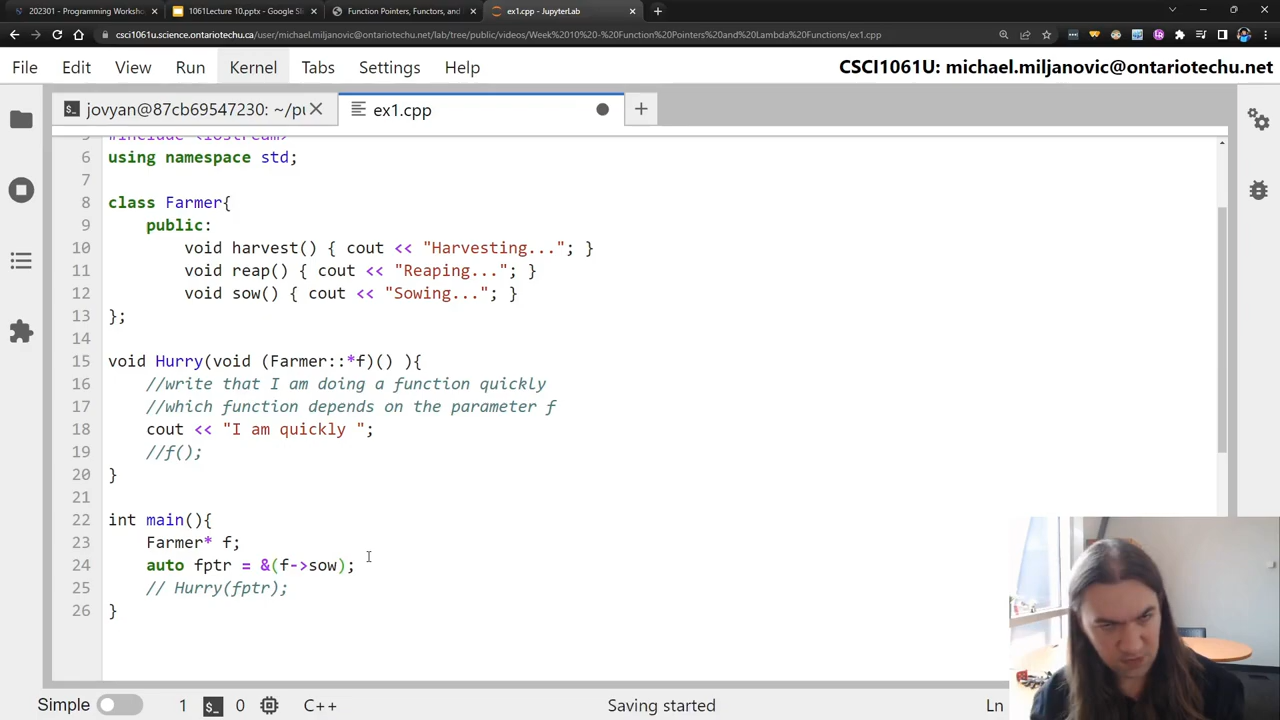 202301 - Programming Worksho
1061Lecture 10.pptx - Google Sli
Function Pointers, Functors, and
ex1.cpp - JupyterLab
csci1061u.science.ontariotechu.ca/user/michael.miljanovic@ontariotechu.net/lab/tree/public/videos/Week%2010%20-%20Function%20Pointers%20and%20Lambda%20Functions/ex1.cpp
File Edit View Run Kernel Tabs Settings Help CSCI1061U: michael.miljanovic@ontariotechu.net
jovyan@87cb69547230: ~/pu
ex1.cpp
5 #include <iostream>
6 using namespace std;
7
8 class Farmer{
9 public:
10 void harvest() { cout << "Harvesting..."; }
11 void reap() { cout << "Reaping..."; }
12 void sow() { cout << "Sowing..."; }
13 };
14
15 void Hurry(void (Farmer::*f)() ){
16 //write that I am doing a function quickly
17 //which function depends on the parameter f
18 cout << "I am quickly ";
19 //f();
20 }
21
22 int main(){
23 Farmer* f;
24 auto fptr = &(f->sow);
25 // Hurry(fptr);
26 }
Simple 1 0 C++ Saving started Ln